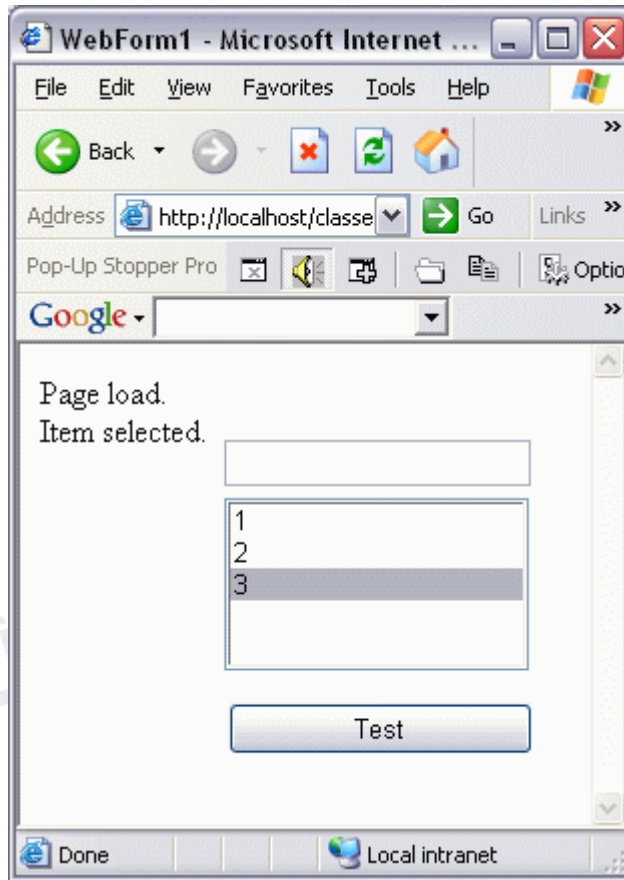 WebForm1 - Microsoft Internet ...
File Edit View Favorites Tools Help
Back »
Address http://localhost/classe Go Links »
Pop-Up Stopper Pro Optio
Google »
Page load.
Item selected.
1
2
3
Test
Done Local intranet